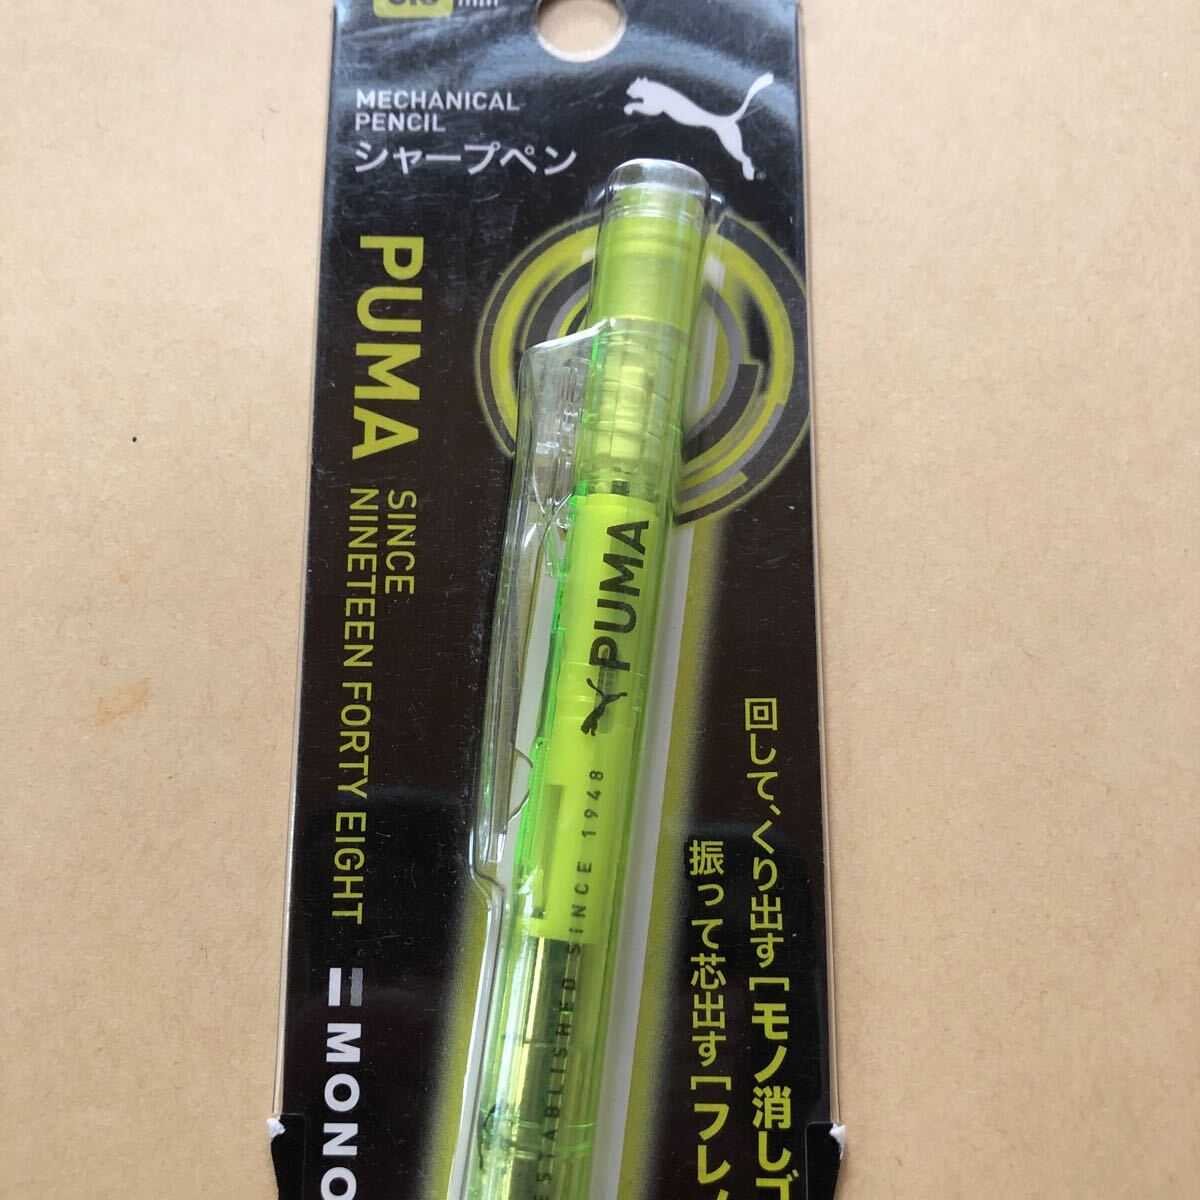 mm
MECHANICAL
PENCIL
シャープペン
PUMA
SINCE
NINETEEN FORTY EIGHT
MONO
PUMA
ESTABLISHED SINCE 1948
回して、くり出す[モノ消しゴ
振って芯出す[フレ